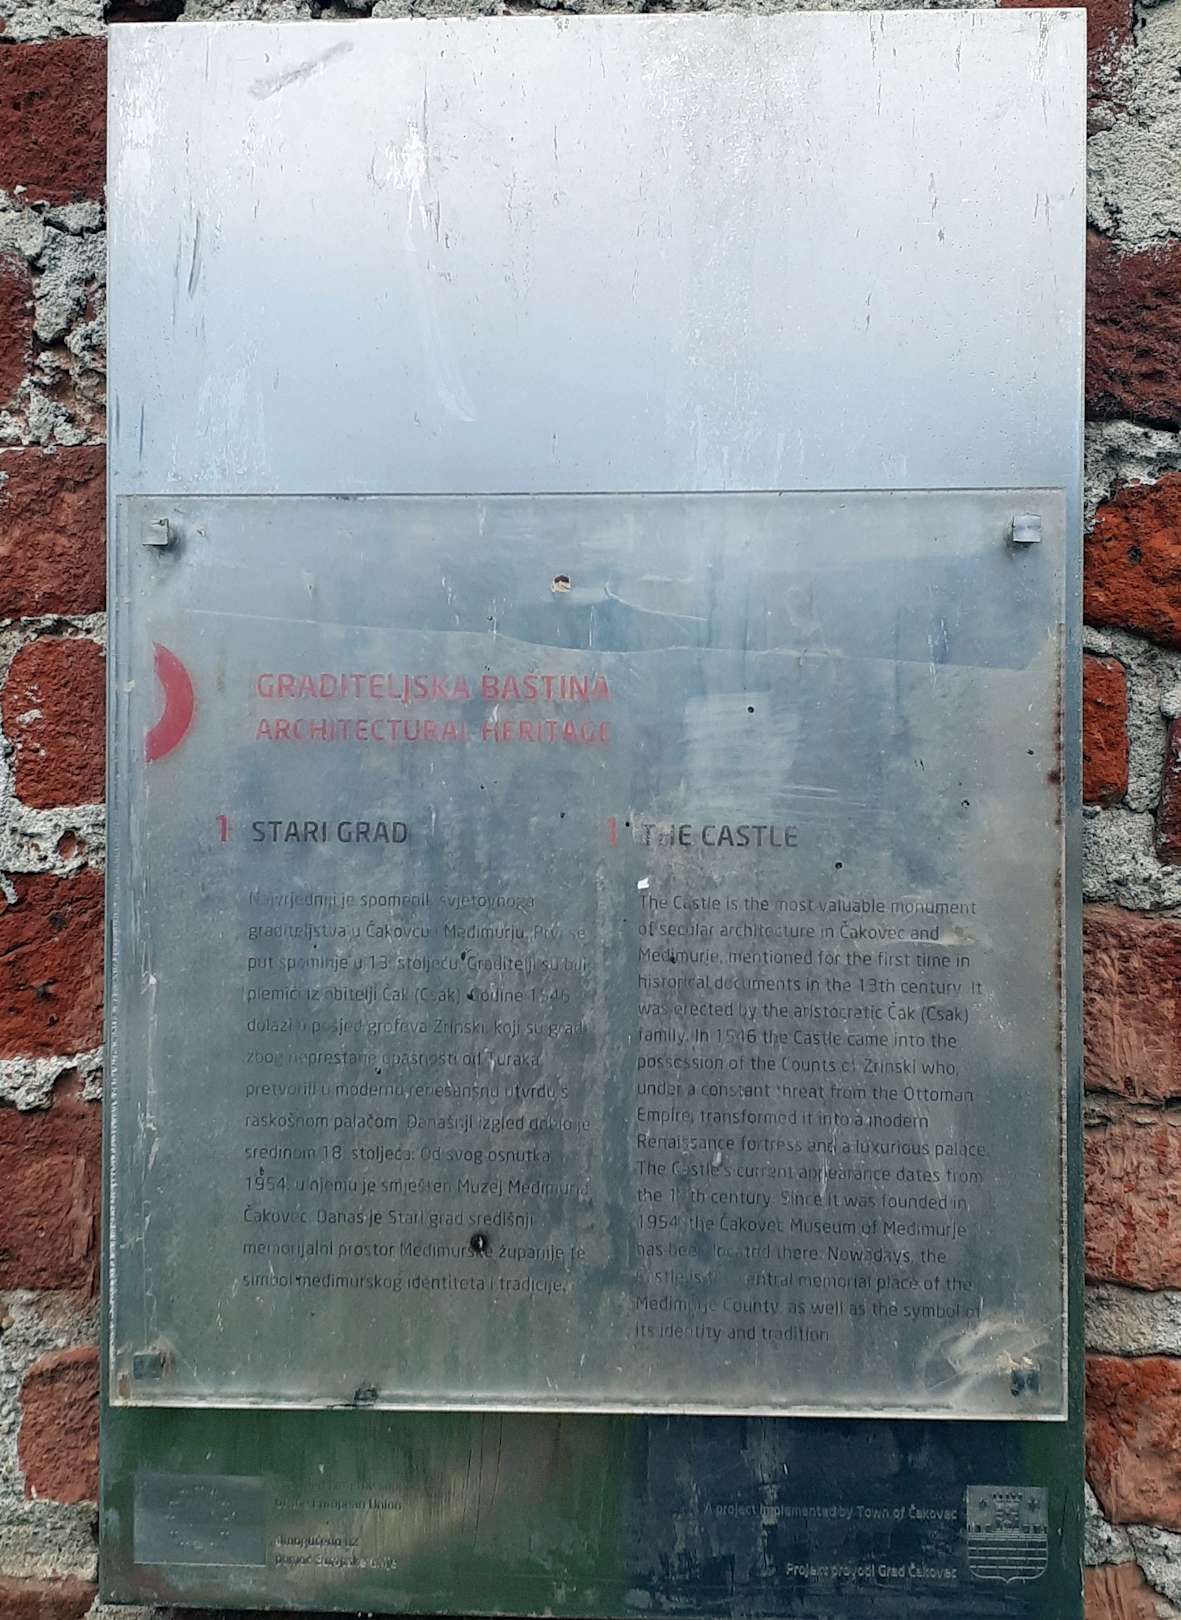 GRADITELJSKA BAŠTINA
ARCHITECTURAL HERITAGE
1 STARI GRAD
Najvrjedniji je spomenik svjetovnoga
graditeljstva u Čakovcu i Međimurju. Prvi se
put spominje u 13. stoljeću. Graditelji su bili
plemići iz obitelji Čak (Csak). Godine 1546.
dolazi u posjed grofova Zrinski, koji su grad
zbog neprestane opasnosti od Turaka
pretvorili u modernu renesansnu utvrdu s
raskošnom palačom. Današnji izgled dobio je
sredinom 18. stoljeća. Od svog osnutka
1954. u njemu je smješten Muzej Međimurja
Čakovec. Danas je Stari grad središnji
memorijalni prostor Međimurske županije te
simbol međimurskog identiteta i tradicije.
1 THE CASTLE
The Castle is the most valuable monument
of secular architecture in Čakovec and
Međimurje, mentioned for the first time in
historical documents in the 13th century. It
was erected by the aristocratic Čak (Csak)
family. In 1546 the Castle came into the
possession of the Counts of Zrinski who,
under a constant threat from the Ottoman
Empire, transformed it into a modern
Renaissance fortress and a luxurious palace.
The Castle's current appearance dates from
the century. Since it was founded in
1954, the Čakovec Museum of Međimurje
has been located there. Nowadays, the
Castle is the central memorial place of the
Međimurje County, as well as the symbol of
its identity and tradition.
European Union
omogućeno uz
pomoć Europske unije
A project implemented by Town of Čakovec
Projekt provodi Grad Čakovec